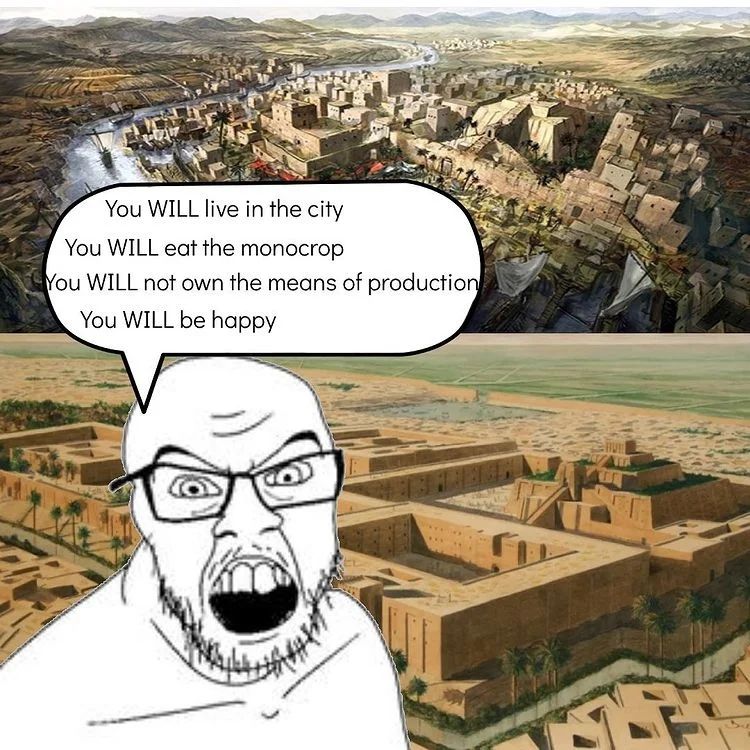 You WILL live in the city
You WILL eat the monocrop
You WILL not own the means of production
You WILL be happy